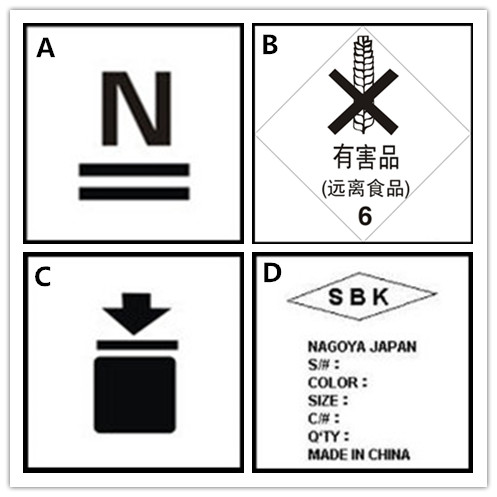 A
N
B
有害品
(远离食品)
6
C
D
SBK
NAGOYA JAPAN
S/#：
COLOR：
SIZE：
C/#：
Q'TY：
MADE IN CHINA